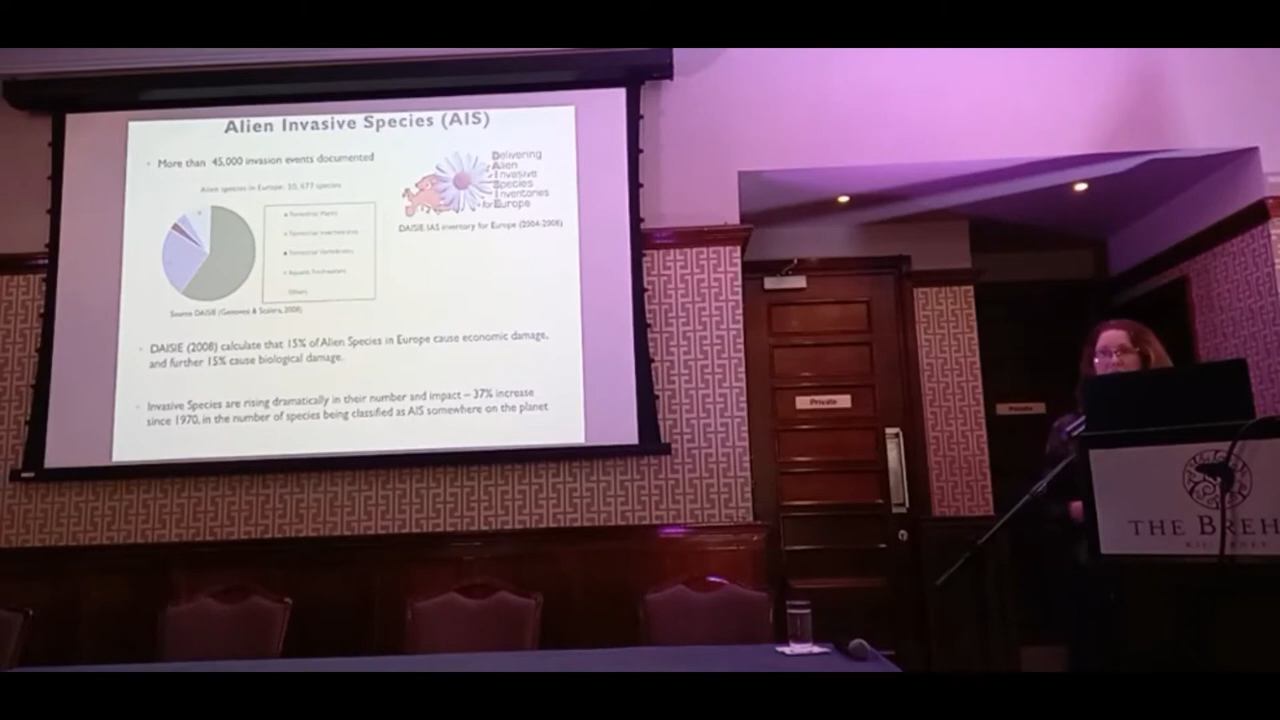 Alien Invasive Species (AIS)
• More than 45,000 invasion events documented
Alien species in Europe: 10, 677 species
Terrestrial Plants
Terrestrial Invertebrates
Terrestrial Vertebrates
Aquatic Freshwaters
Others
Source DAISIE (Genovesi & Scalera, 2008)
Delivering
Alien
Invasive
Species
Inventories
for Europe
DAISIE IAS inventory for Europe (2004-2008)
• DAISIE (2008) calculate that 15% of Alien Species in Europe cause economic damage,
and further 15% cause biological damage.
• Invasive Species are rising dramatically in their number and impact – 37% increase
since 1970, in the number of species being classified as AIS somewhere on the planet
Private
Private
THE BREH